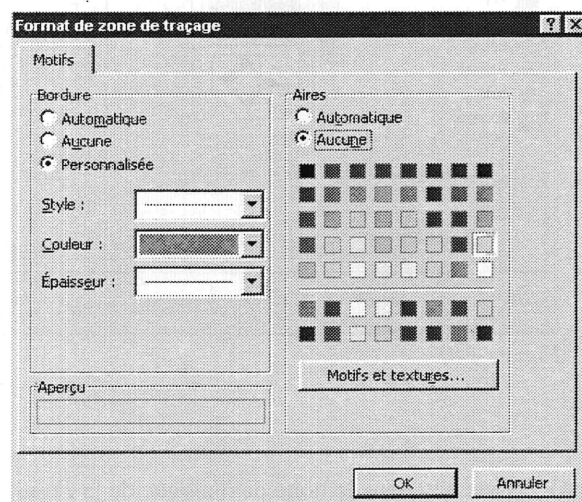 Format de zone de traçage
Motifs
Bordure
Automatique
Aucune
Personnalisée
Style :
Couleur :
Épaisseur :
Aperçu
Aires
Automatique
Aucune
Motifs et textures...
OK
Annuler